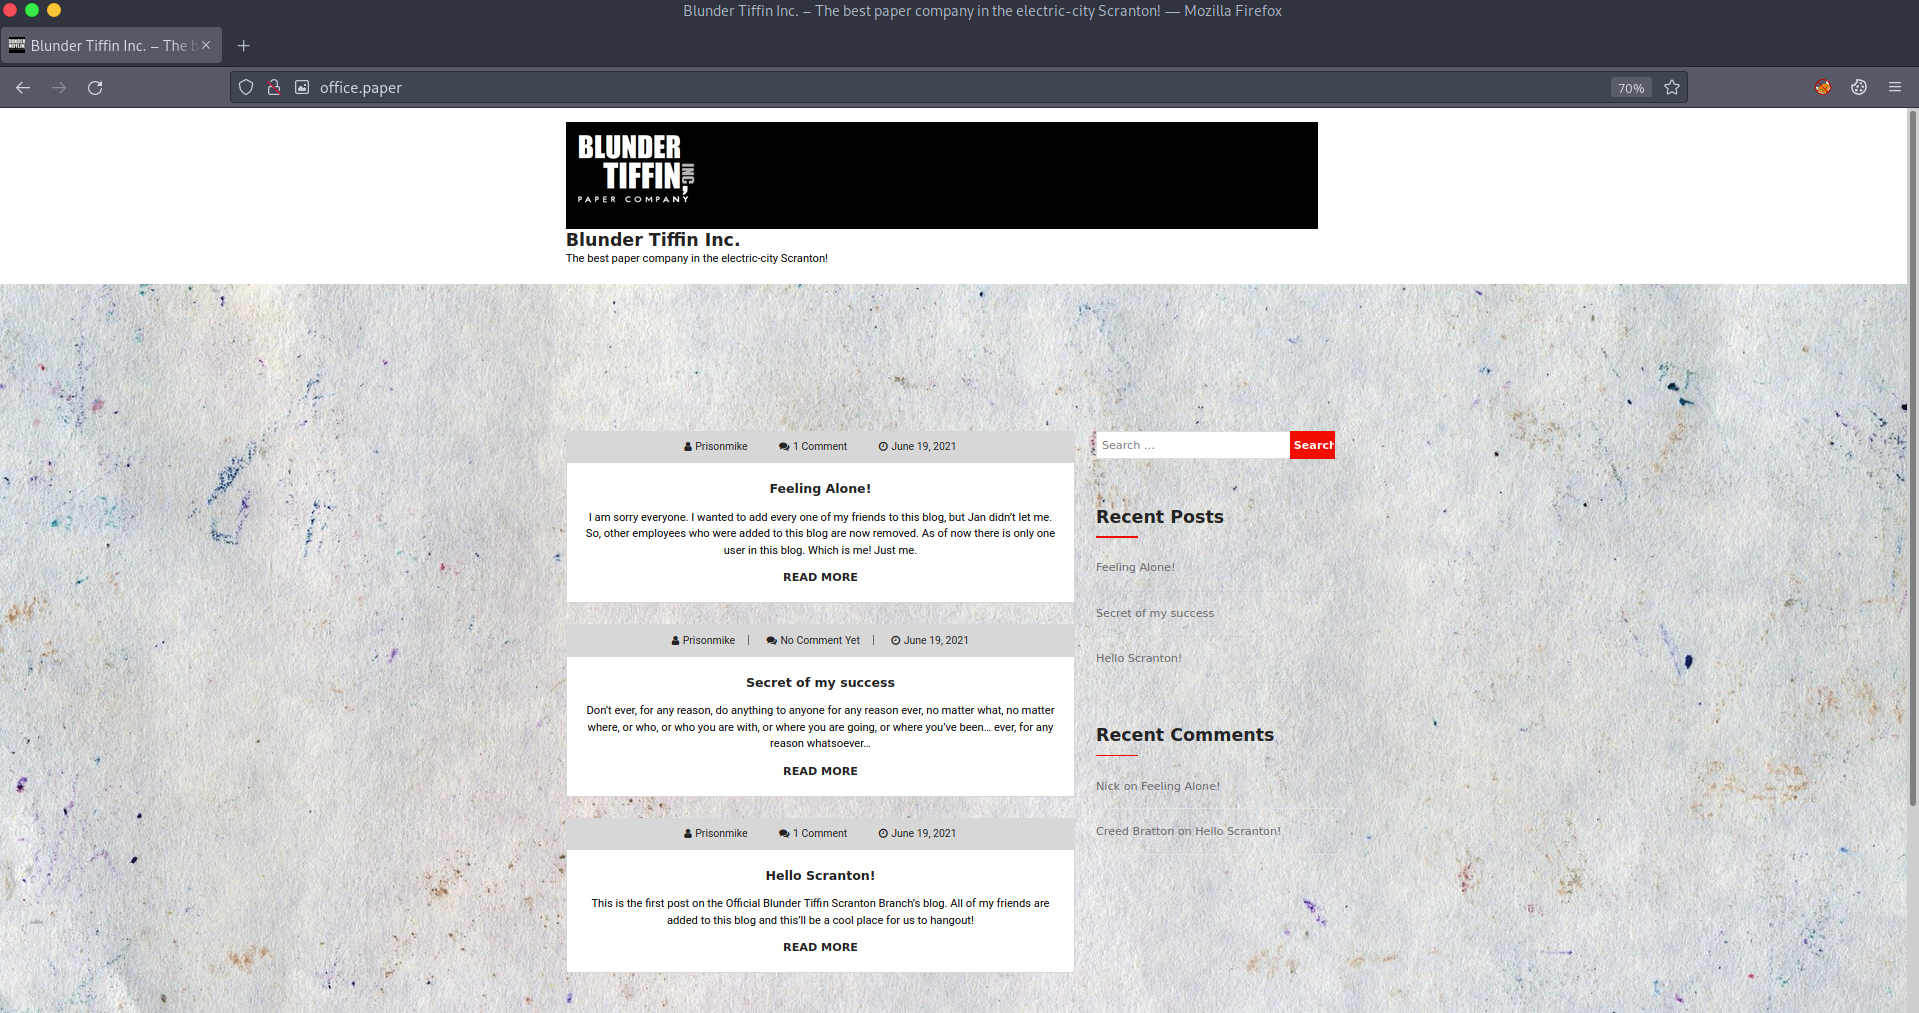 Blunder Tiffin Inc. – The best paper company in the electric-city Scranton! — Mozilla Firefox
Blunder Tiffin Inc. – The b
office.paper
70%
BLUNDER
TIFFIN INC,
PAPER COMPANY
Blunder Tiffin Inc.
The best paper company in the electric-city Scranton!
Prisonmike 1 Comment June 19, 2021
Feeling Alone!
I am sorry everyone. I wanted to add every one of my friends to this blog, but Jan didn’t let me.
So, other employees who were added to this blog are now removed. As of now there is only one
user in this blog. Which is me! Just me.
READ MORE
Prisonmike | No Comment Yet | June 19, 2021
Secret of my success
Don’t ever, for any reason, do anything to anyone for any reason ever, no matter what, no matter
where, or who, or who you are with, or where you are going, or where you’ve been… ever, for any
reason whatsoever…
READ MORE
Prisonmike 1 Comment June 19, 2021
Hello Scranton!
This is the first post on the Official Blunder Tiffin Scranton Branch’s blog. All of my friends are
added to this blog and this’ll be a cool place for us to hangout!
READ MORE
Search …
Search
Recent Posts
Feeling Alone!
Secret of my success
Hello Scranton!
Recent Comments
Nick on Feeling Alone!
Creed Bratton on Hello Scranton!